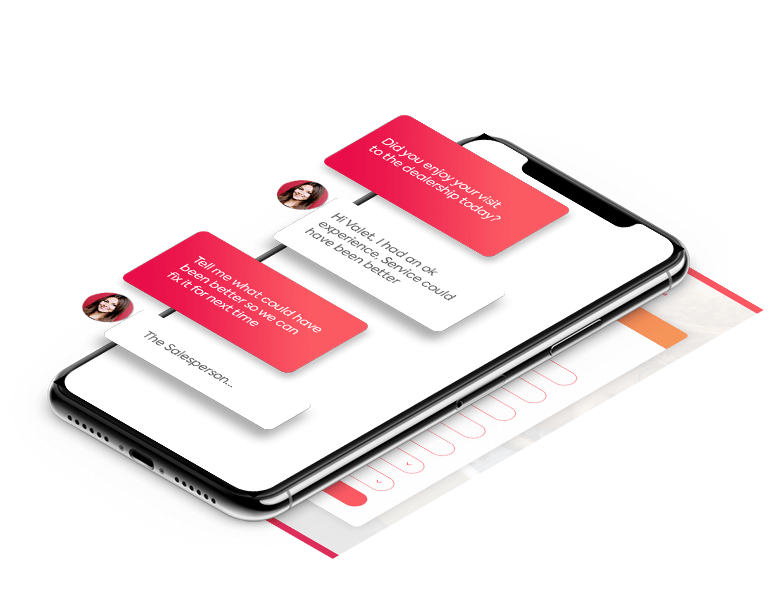 Did you enjoy your visit
to the dealership today?
Hi Valet, I had an ok
experience. Service could
have been better
Tell me what could have
been better so we can
fix it for next time
The Salesperson...